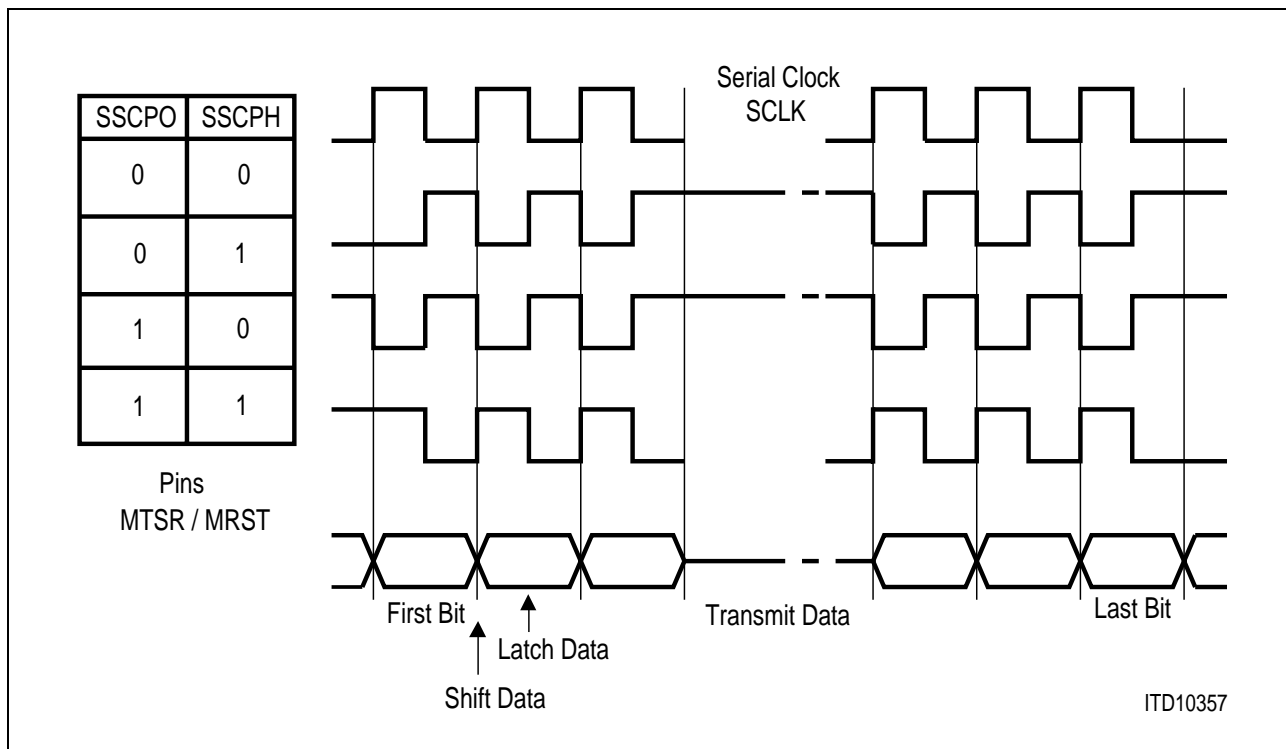 Serial Clock
SCLK
SSCPO SSCPH
0 0
0 1
1 0
1 1
Pins
MTSR / MRST
First Bit
Transmit Data
Last Bit
Latch Data
Shift Data
ITD10357